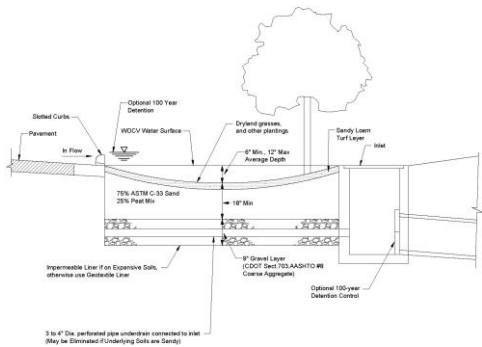 Optional 100 Year
Detention
Slotted Curbs
WQCV Water Surface
Dryland grasses,
and other plantings
Sandy Loam
Turf Layer
Pavement
In Flow
Inlet
6" Min., 12" Max
Average Depth
75% ASTM C-33 Sand
25% Peat Mix
18" Min
Impermeable Liner if on Expansive Soils,
otherwise use Geotextile Liner
9" Gravel Layer
(CDOT Sect.703,AASHTO #8
Coarse Aggregate)
Optional 100-year
Detention Control
3 to 4" Dia. perforated pipe underdrain connected to inlet
(May be Eliminated if Underlying Soils are Sandy)